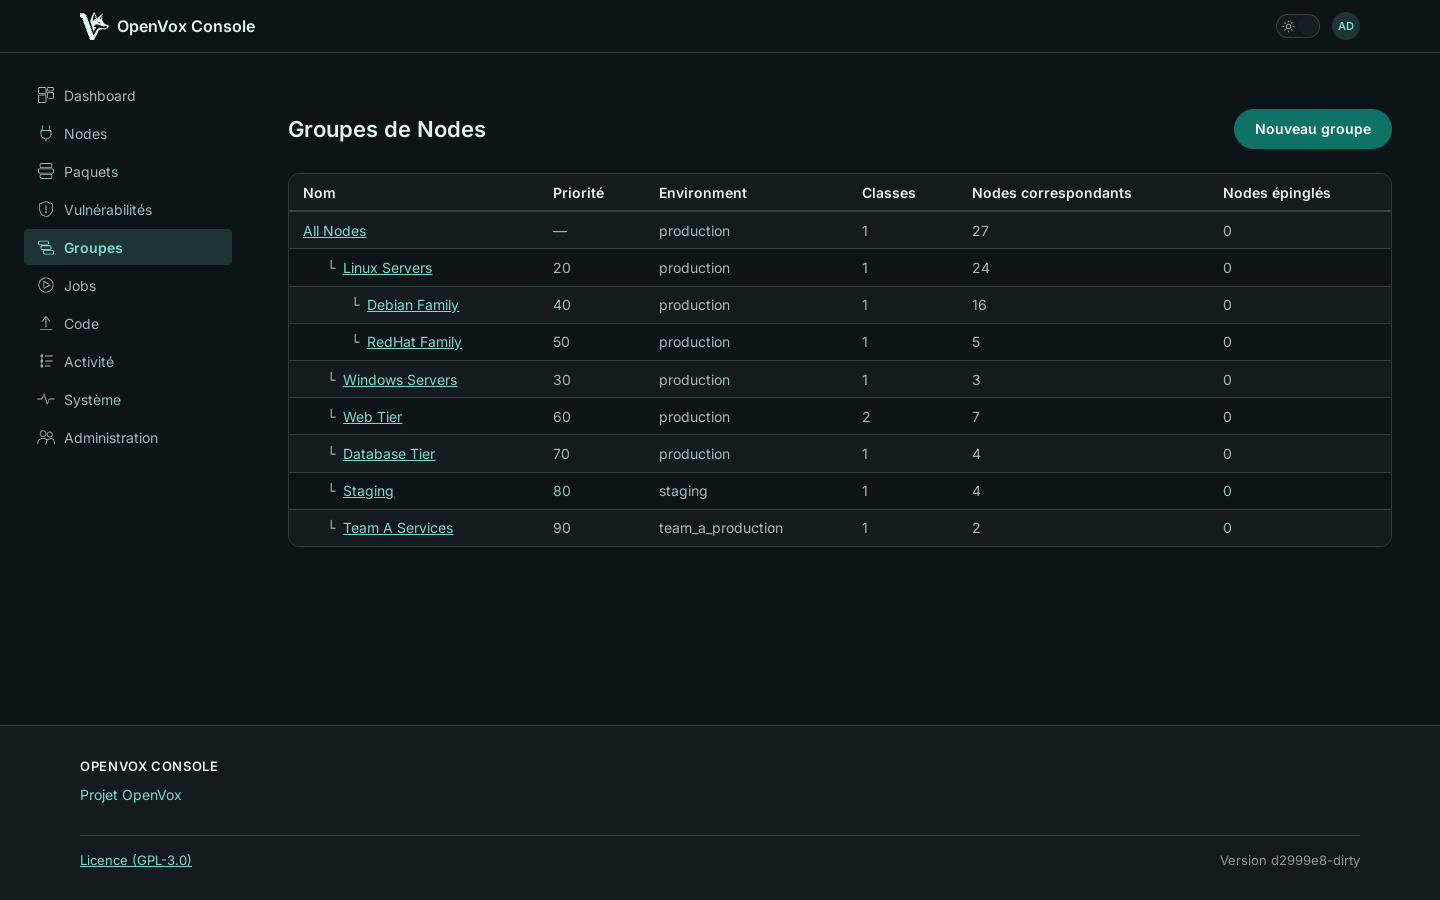 OpenVox Console
AD
Dashboard
Nodes
Paquets
Vulnérabilités
Groupes
Jobs
Code
Activité
Système
Administration
Groupes de Nodes
Nouveau groupe
Nom Priorité Environment Classes Nodes correspondants Nodes épinglés
All Nodes — production 1 27 0
└ Linux Servers 20 production 1 24 0
└ Debian Family 40 production 1 16 0
└ RedHat Family 50 production 1 5 0
└ Windows Servers 30 production 1 3 0
└ Web Tier 60 production 2 7 0
└ Database Tier 70 production 1 4 0
└ Staging 80 staging 1 4 0
└ Team A Services 90 team_a_production 1 2 0
OPENVOX CONSOLE
Projet OpenVox
Licence (GPL-3.0)
Version d2999e8-dirty